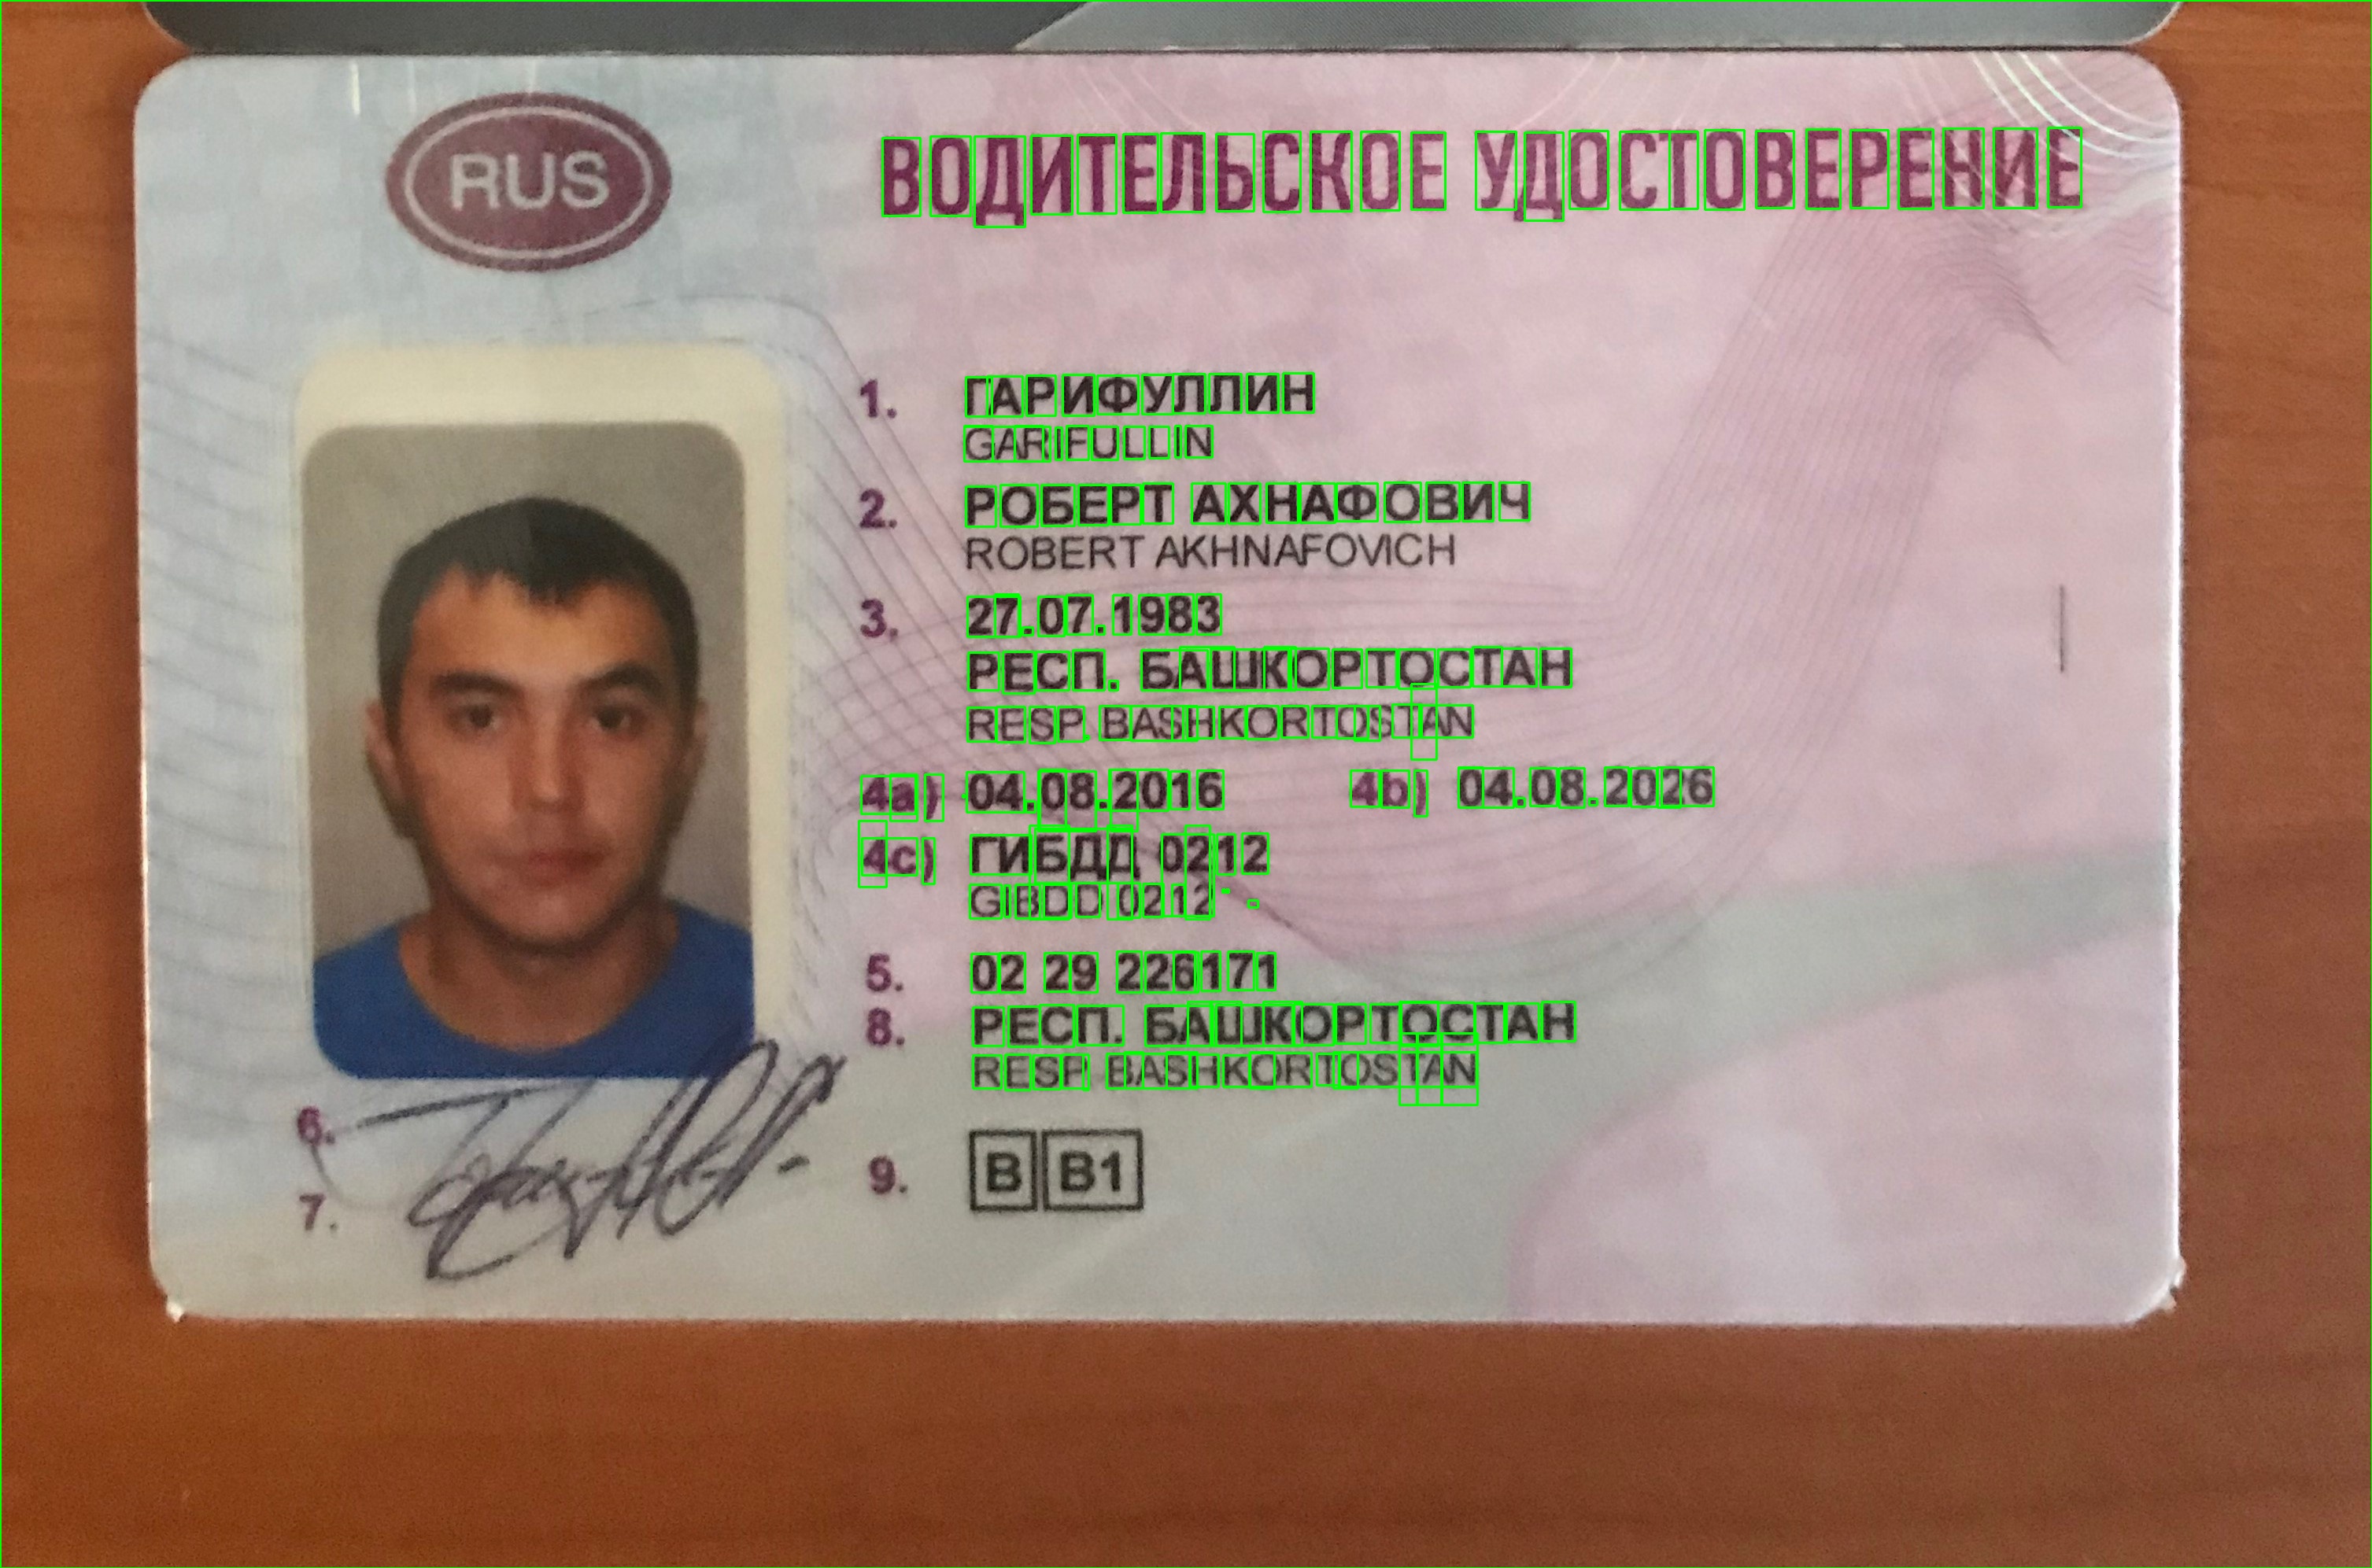 RUS
ВОДИТЕЛЬСКОЕ УДОСТОВЕРЕНИЕ
1. ГАРИФУЛЛИН
GARIFULLIN
2. РОБЕРТ АХНАФОВИЧ
ROBERT AKHNAFOVICH
3. 27.07.1983
РЕСП. БАШКОРТОСТАН
RESP. BASHKORTOSTAN
4a) 04.08.2016 4b) 04.08.2026
4c) ГИБДД 0212
GIBDD 0212
5. 02 29 226171
8. РЕСП. БАШКОРТОСТАН
RESP. BASHKORTOSTAN
6.
7.
9. B B1